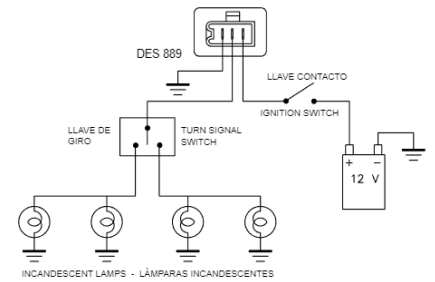 DES 889
LLAVE CONTACTO
IGNITION SWITCH
LLAVE DE
GIRO
TURN SIGNAL
SWITCH
+ −
12 V
INCANDESCENT LAMPS - LÁMPARAS INCANDESCENTES